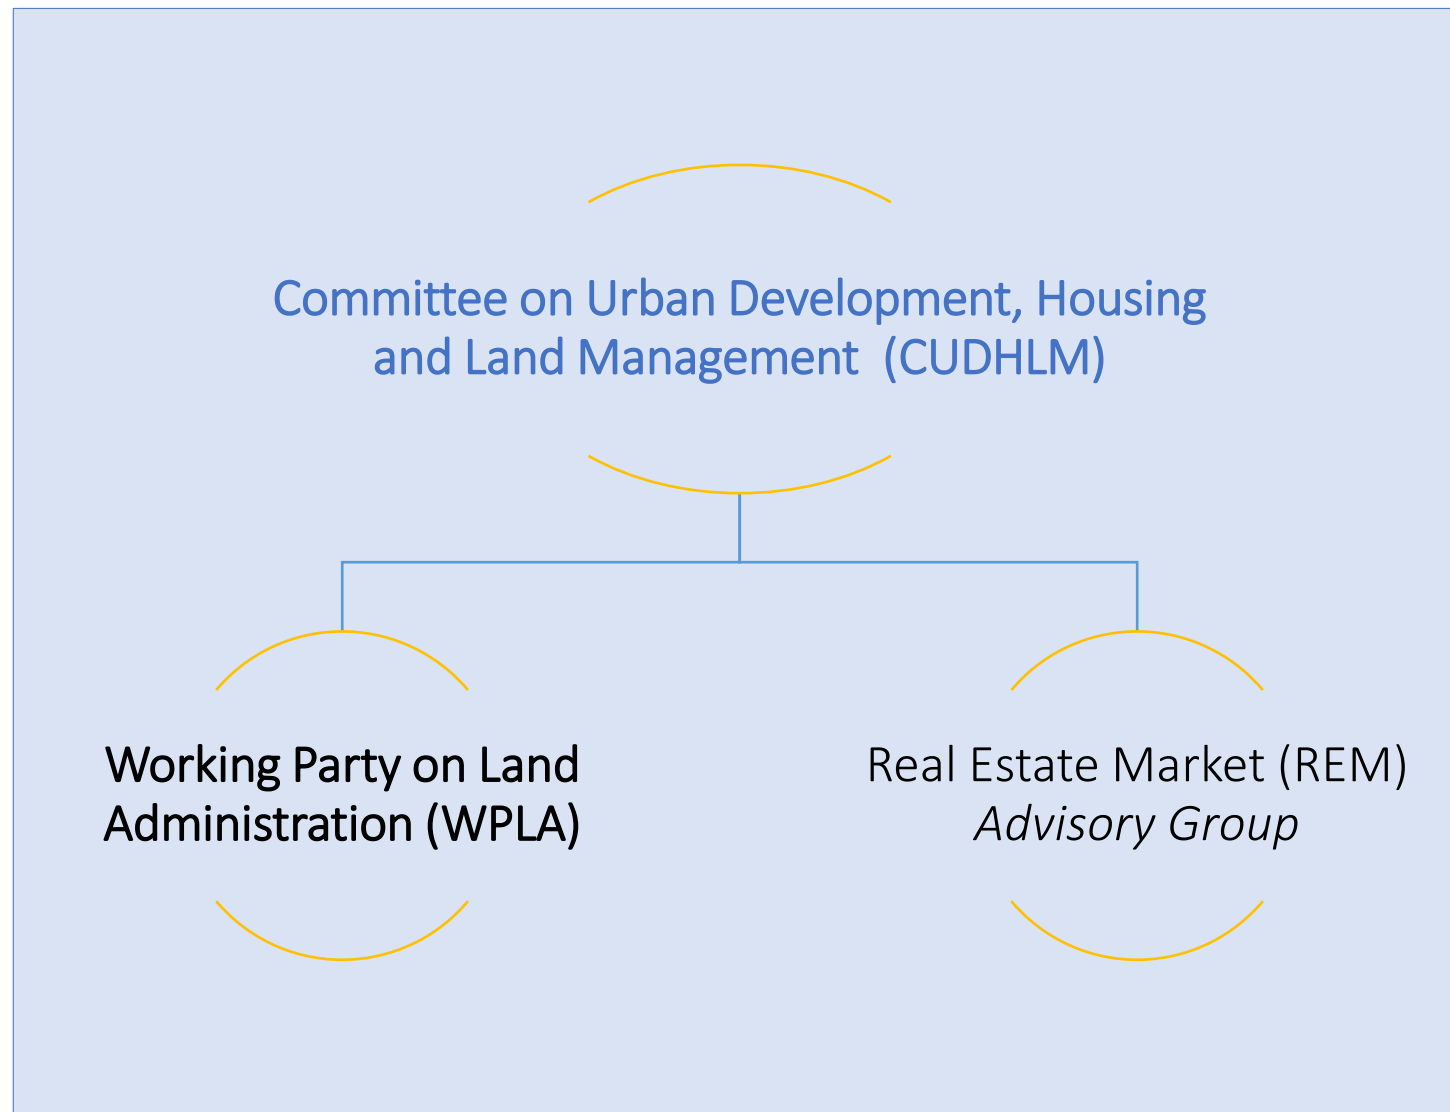 Committee on Urban Development, Housing
and Land Management (CUDHLM)
Working Party on Land
Administration (WPLA)
Real Estate Market (REM)
Advisory Group